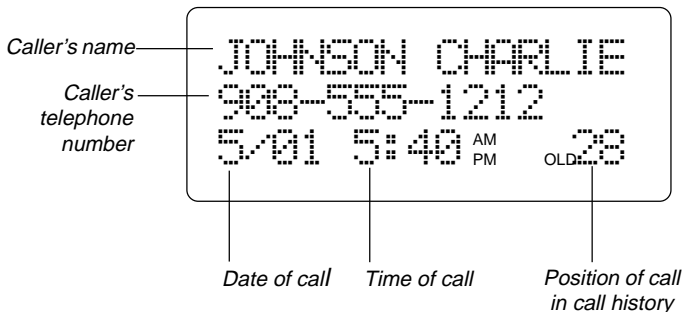 Caller's name
JOHNSON CHARLIE
Caller's
telephone
number
908-555-1212
5/01 5:40 AM PM OLD 28
Date of call
Time of call
Position of call
in call history